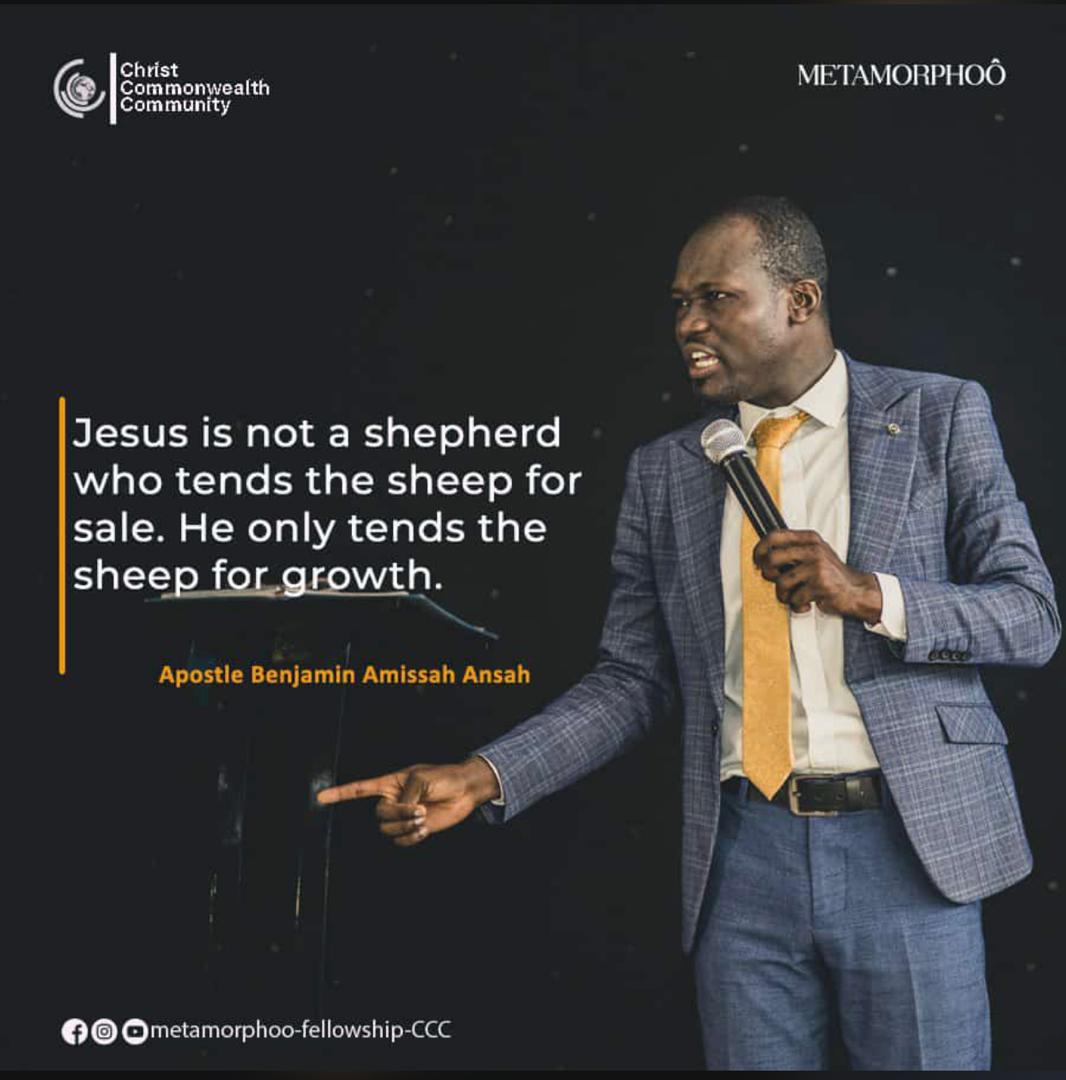 Christ
Commonwealth
Community
METAMORPHOÔ
Jesus is not a shepherd
who tends the sheep for
sale. He only tends the
sheep for growth.
Apostle Benjamin Amissah Ansah
metamorphoo-fellowship-CCC